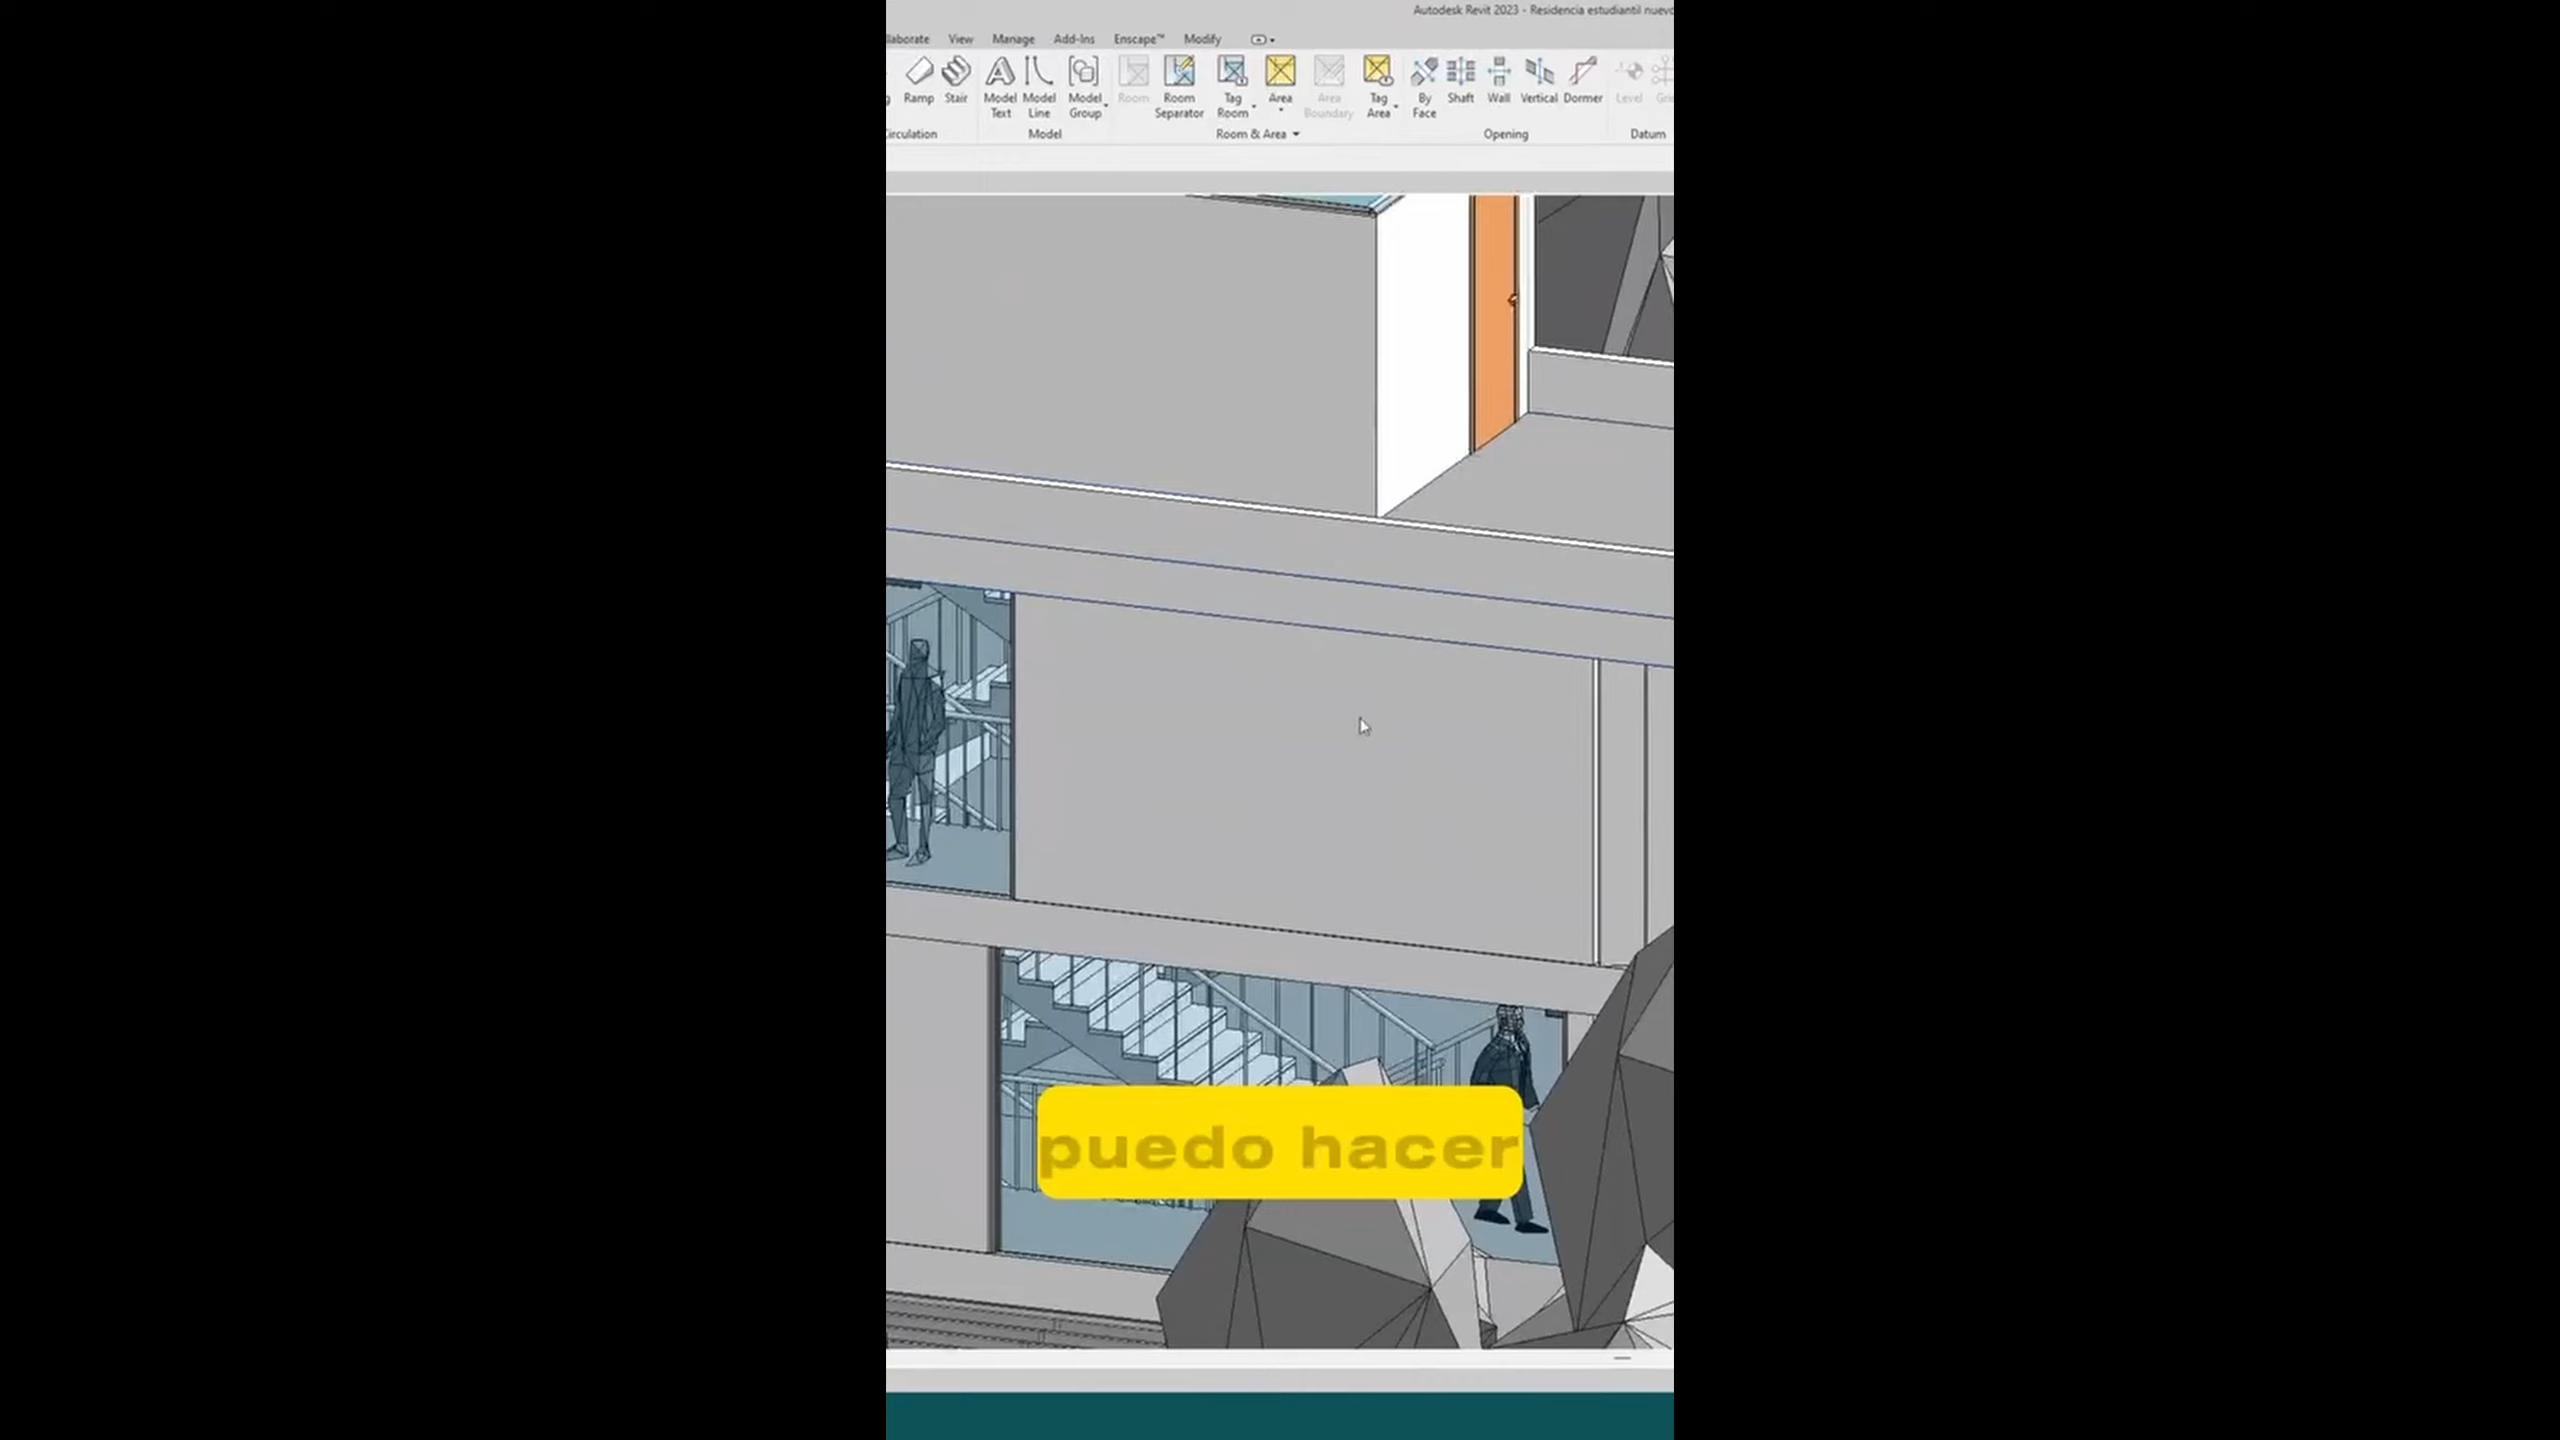 Autodesk Revit 2023 - Residencia estudiantil nuevo
laborate View Manage Add-Ins Enscape™ Modify
Ramp Stair Model Text Model Line Model Group Room Room Separator Tag Room Area Area Boundary Tag Area By Face Shaft Wall Vertical Dormer Level Gri
Circulation Model Room & Area Opening Datum
puedo hacer